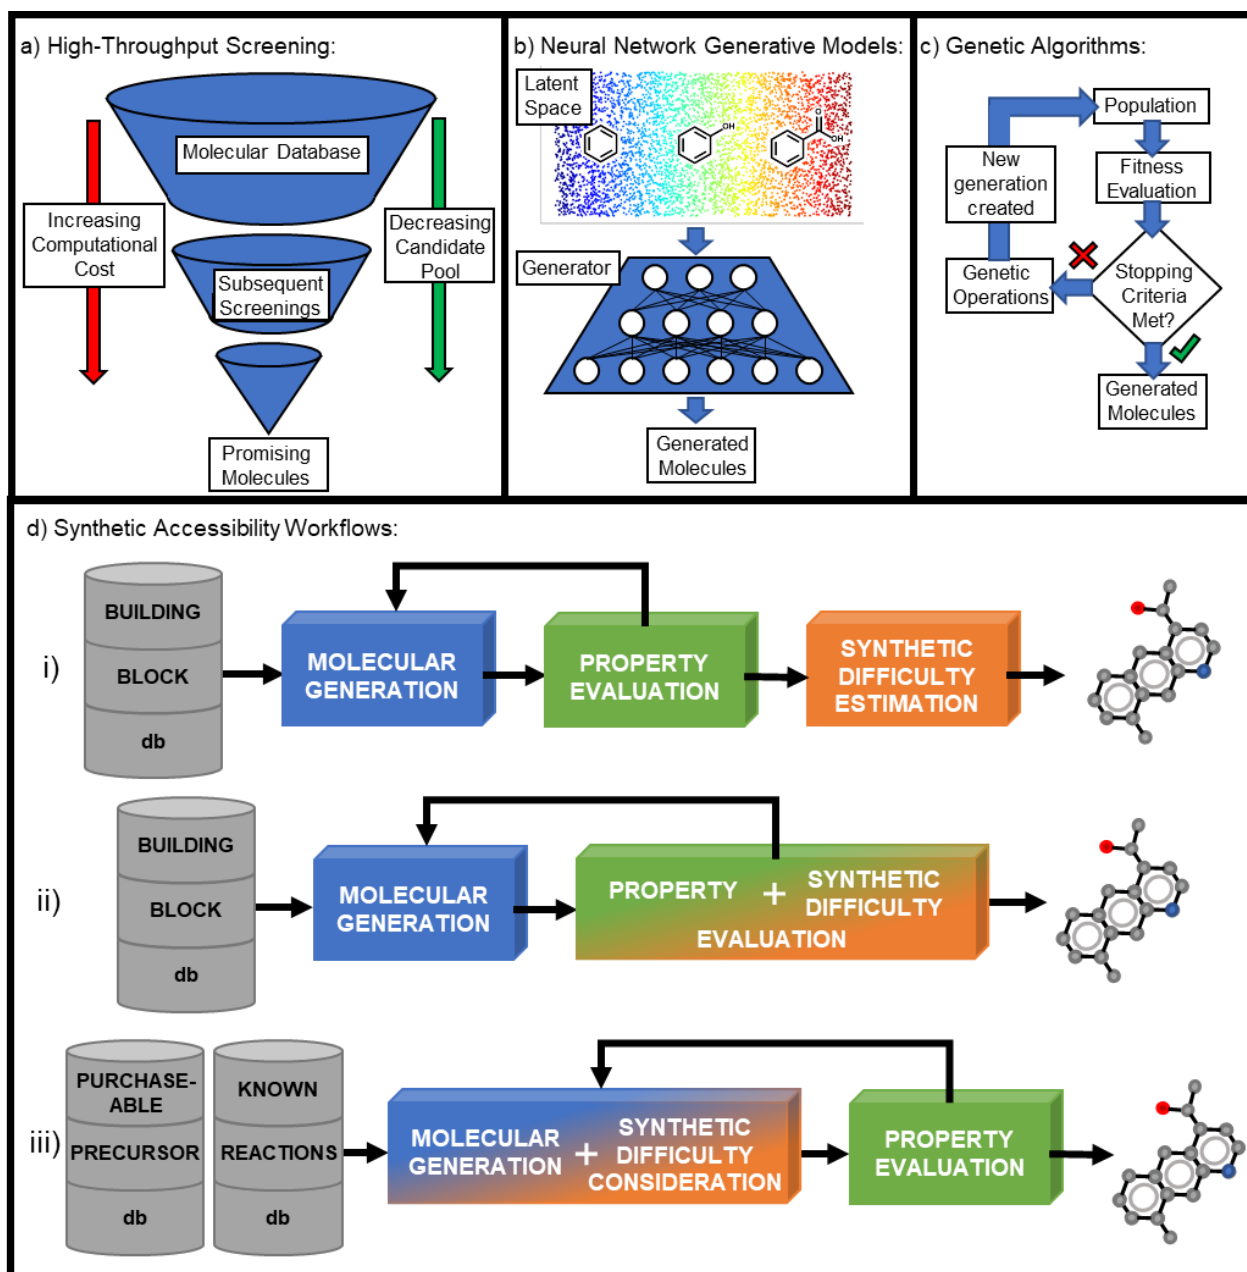 a) High-Throughput Screening:
Molecular Database
Increasing
Computational
Cost
Decreasing
Candidate
Pool
Subsequent
Screenings
Promising
Molecules
b) Neural Network Generative Models:
Latent
Space
OH
O
OH
Generator
Generated
Molecules
c) Genetic Algorithms:
Population
New
generation
created
Fitness
Evaluation
Genetic
Operations
Stopping
Criteria
Met?
Generated
Molecules
d) Synthetic Accessibility Workflows:
i)
BUILDING
BLOCK
db
MOLECULAR
GENERATION
PROPERTY
EVALUATION
SYNTHETIC
DIFFICULTY
ESTIMATION
ii)
BUILDING
BLOCK
db
MOLECULAR
GENERATION
PROPERTY + SYNTHETIC
DIFFICULTY
EVALUATION
iii)
PURCHASE-
ABLE
PRECURSOR
db
KNOWN
REACTIONS
db
MOLECULAR
GENERATION
+
SYNTHETIC
DIFFICULTY
CONSIDERATION
PROPERTY
EVALUATION